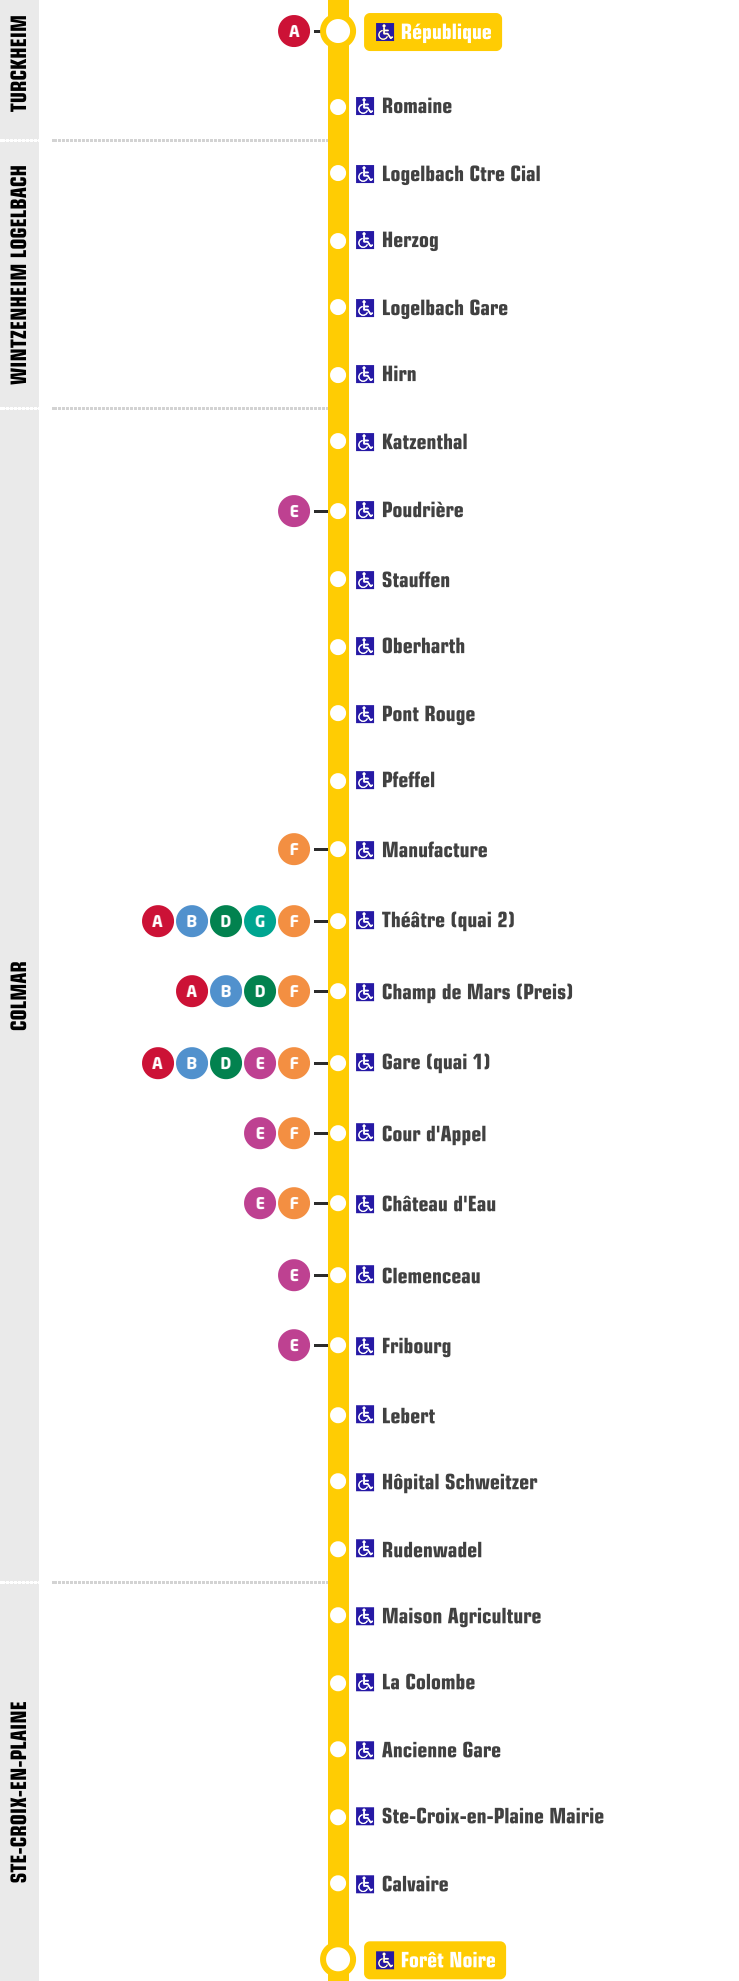 TURCKHEIM
A République
Romaine
WINTZENHEIM LOGELBACH
Logelbach Ctre Cial
Herzog
Logelbach Gare
Hirn
COLMAR
Katzenthal
E Poudrière
Stauffen
Oberharth
Pont Rouge
Pfeffel
F Manufacture
A B D G F Théâtre (quai 2)
A B D F Champ de Mars (Preis)
A B D E F Gare (quai 1)
E F Cour d'Appel
E F Château d'Eau
E Clemenceau
E Fribourg
Lebert
Hôpital Schweitzer
Rudenwadel
STE-CROIX-EN-PLAINE
Maison Agriculture
La Colombe
Ancienne Gare
Ste-Croix-en-Plaine Mairie
Calvaire
Forêt Noire